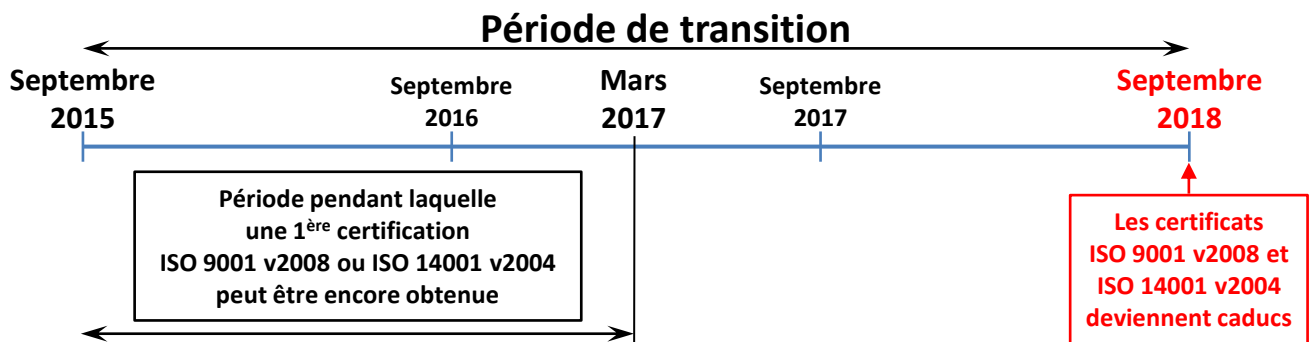 Période de transition
Septembre
2015
Septembre
2016
Mars
2017
Septembre
2017
Septembre
2018
Période pendant laquelle
une 1ère certification
ISO 9001 v2008 ou ISO 14001 v2004
peut être encore obtenue
Les certificats
ISO 9001 v2008 et
ISO 14001 v2004
deviennent caducs